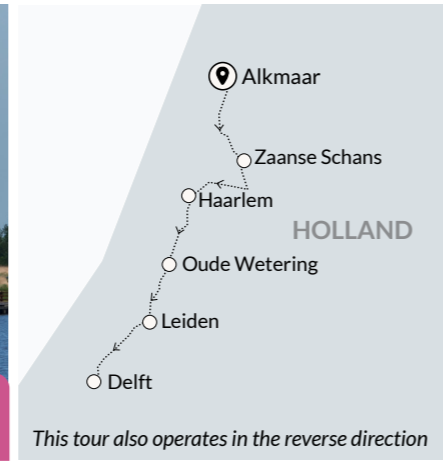 Alkmaar
Zaanse Schans
Haarlem
HOLLAND
Oude Wetering
Leiden
Delft
This tour also operates in the reverse direction